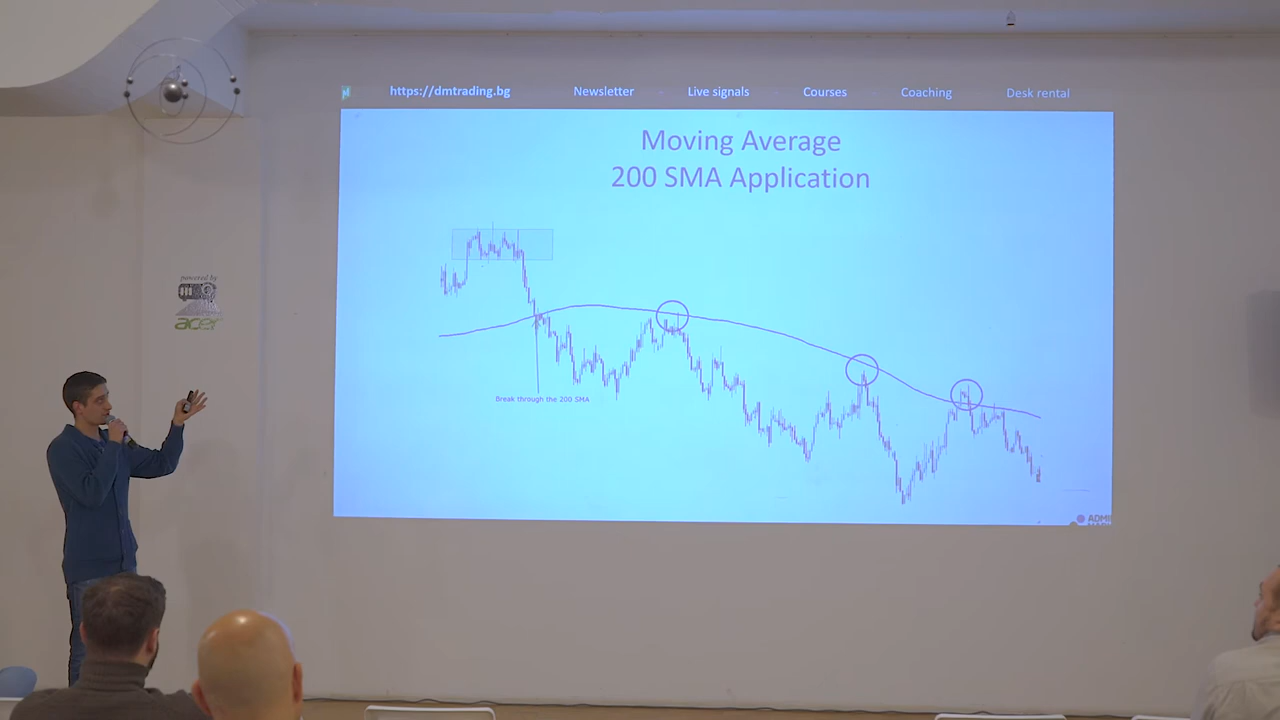 https://dmtrading.bg Newsletter Live signals Courses Coaching Desk rental
Moving Average
200 SMA Application
Break through the 200 SMA
powered by
acer